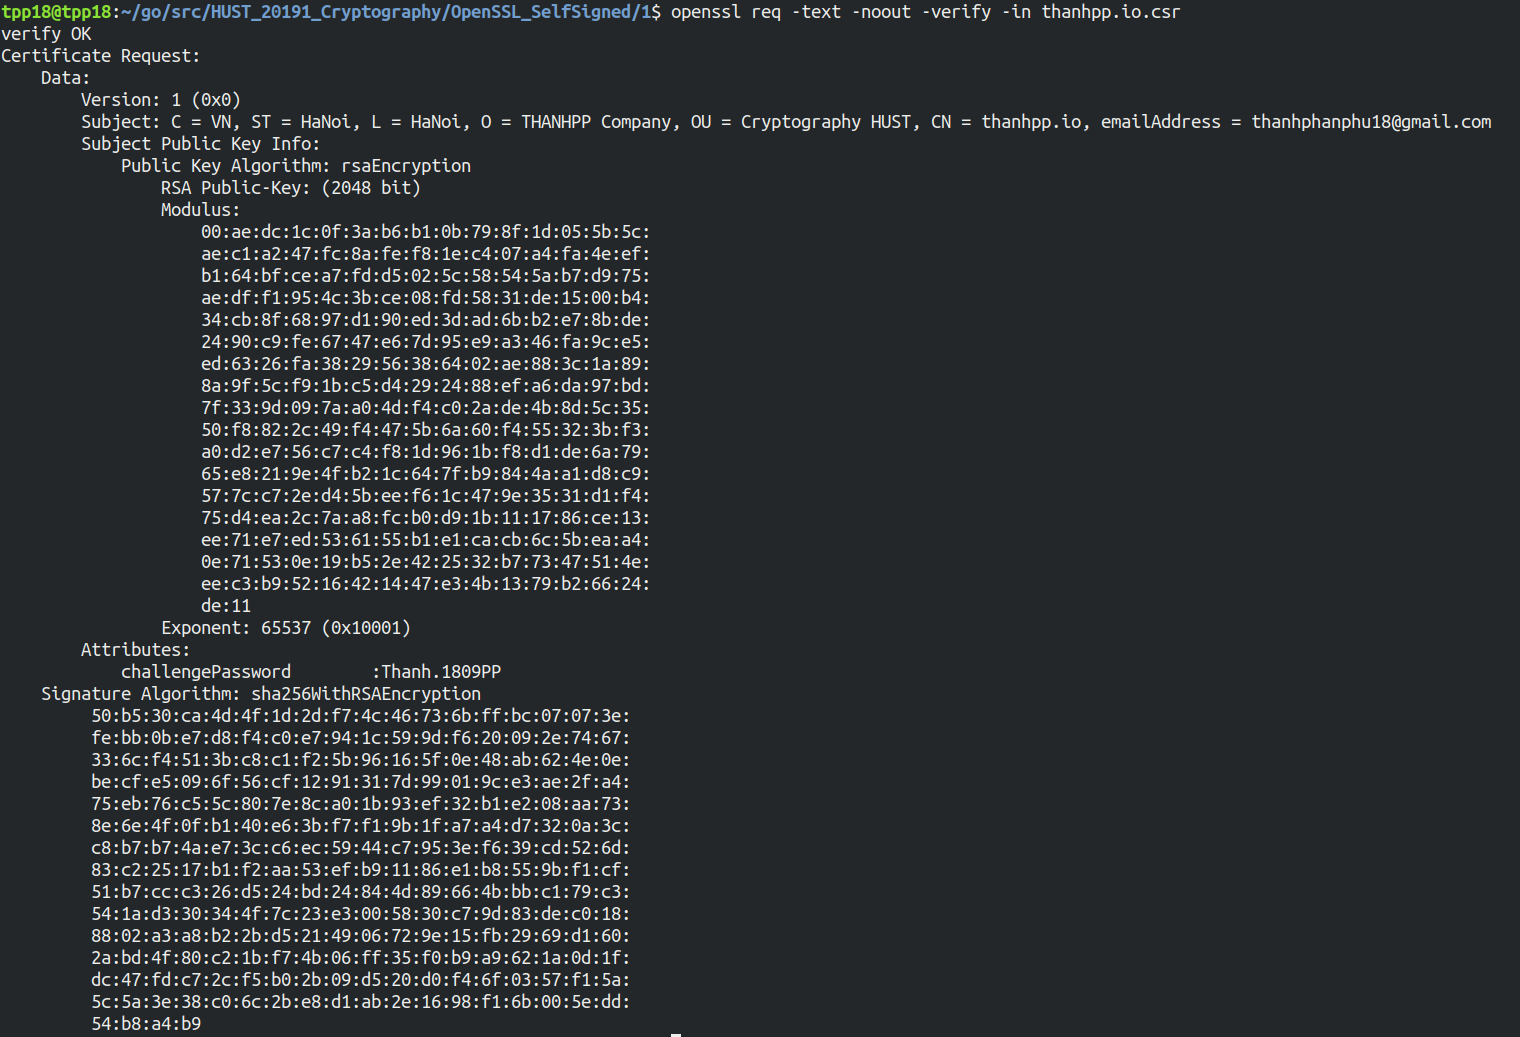 tpp18@tpp18:~/go/src/HUST_20191_Cryptography/OpenSSL_SelfSigned/1$ openssl req -text -noout -verify -in thanhpp.io.csr
verify OK
Certificate Request:
    Data:
        Version: 1 (0x0)
        Subject: C = VN, ST = HaNoi, L = HaNoi, O = THANHPP Company, OU = Cryptography HUST, CN = thanhpp.io, emailAddress = thanhphanphu18@gmail.com
        Subject Public Key Info:
            Public Key Algorithm: rsaEncryption
                RSA Public-Key: (2048 bit)
                Modulus:
                    00:ae:dc:1c:0f:3a:b6:b1:0b:79:8f:1d:05:5b:5c:
                    ae:c1:a2:47:fc:8a:fe:f8:1e:c4:07:a4:fa:4e:ef:
                    b1:64:bf:ce:a7:fd:d5:02:5c:58:54:5a:b7:d9:75:
                    ae:df:f1:95:4c:3b:ce:08:fd:58:31:de:15:00:b4:
                    34:cb:8f:68:97:d1:90:ed:3d:ad:6b:b2:e7:8b:de:
                    24:90:c9:fe:67:47:e6:7d:95:e9:a3:46:fa:9c:e5:
                    ed:63:26:fa:38:29:56:38:64:02:ae:88:3c:1a:89:
                    8a:9f:5c:f9:1b:c5:d4:29:24:88:ef:a6:da:97:bd:
                    7f:33:9d:09:7a:a0:4d:f4:c0:2a:de:4b:8d:5c:35:
                    50:f8:82:2c:49:f4:47:5b:6a:60:f4:55:32:3b:f3:
                    a0:d2:e7:56:c7:c4:f8:1d:96:1b:f8:d1:de:6a:79:
                    65:e8:21:9e:4f:b2:1c:64:7f:b9:84:4a:a1:d8:c9:
                    57:7c:c7:2e:d4:5b:ee:f6:1c:47:9e:35:31:d1:f4:
                    75:d4:ea:2c:7a:a8:fc:b0:d9:1b:11:17:86:ce:13:
                    ee:71:e7:ed:53:61:55:b1:e1:ca:cb:6c:5b:ea:a4:
                    0e:71:53:0e:19:b5:2e:42:25:32:b7:73:47:51:4e:
                    ee:c3:b9:52:16:42:14:47:e3:4b:13:79:b2:66:24:
                    de:11
                Exponent: 65537 (0x10001)
        Attributes:
            challengePassword        :Thanh.1809PP
    Signature Algorithm: sha256WithRSAEncryption
         50:b5:30:ca:4d:4f:1d:2d:f7:4c:46:73:6b:ff:bc:07:07:3e:
         fe:bb:0b:e7:d8:f4:c0:e7:94:1c:59:9d:f6:20:09:2e:74:67:
         33:6c:f4:51:3b:c8:c1:f2:5b:96:16:5f:0e:48:ab:62:4e:0e:
         be:cf:e5:09:6f:56:cf:12:91:31:7d:99:01:9c:e3:ae:2f:a4:
         75:eb:76:c5:5c:80:7e:8c:a0:1b:93:ef:32:b1:e2:08:aa:73:
         8e:6e:4f:0f:b1:40:e6:3b:f7:f1:9b:1f:a7:a4:d7:32:0a:3c:
         c8:b7:b7:4a:e7:3c:c6:ec:59:44:c7:95:3e:f6:39:cd:52:6d:
         83:c2:25:17:b1:f2:aa:53:ef:b9:11:86:e1:b8:55:9b:f1:cf:
         51:b7:cc:c3:26:d5:24:bd:24:84:4d:89:66:4b:bb:c1:79:c3:
         54:1a:d3:30:34:4f:7c:23:e3:00:58:30:c7:9d:83:de:c0:18:
         88:02:a3:a8:b2:2b:d5:21:49:06:72:9e:15:fb:29:69:d1:60:
         2a:bd:4f:80:c2:1b:f7:4b:06:ff:35:f0:b9:a9:62:1a:0d:1f:
         dc:47:fd:c7:2c:f5:b0:2b:09:d5:20:d0:f4:6f:03:57:f1:5a:
         5c:5a:3e:38:c0:6c:2b:e8:d1:ab:2e:16:98:f1:6b:00:5e:dd:
         54:b8:a4:b9